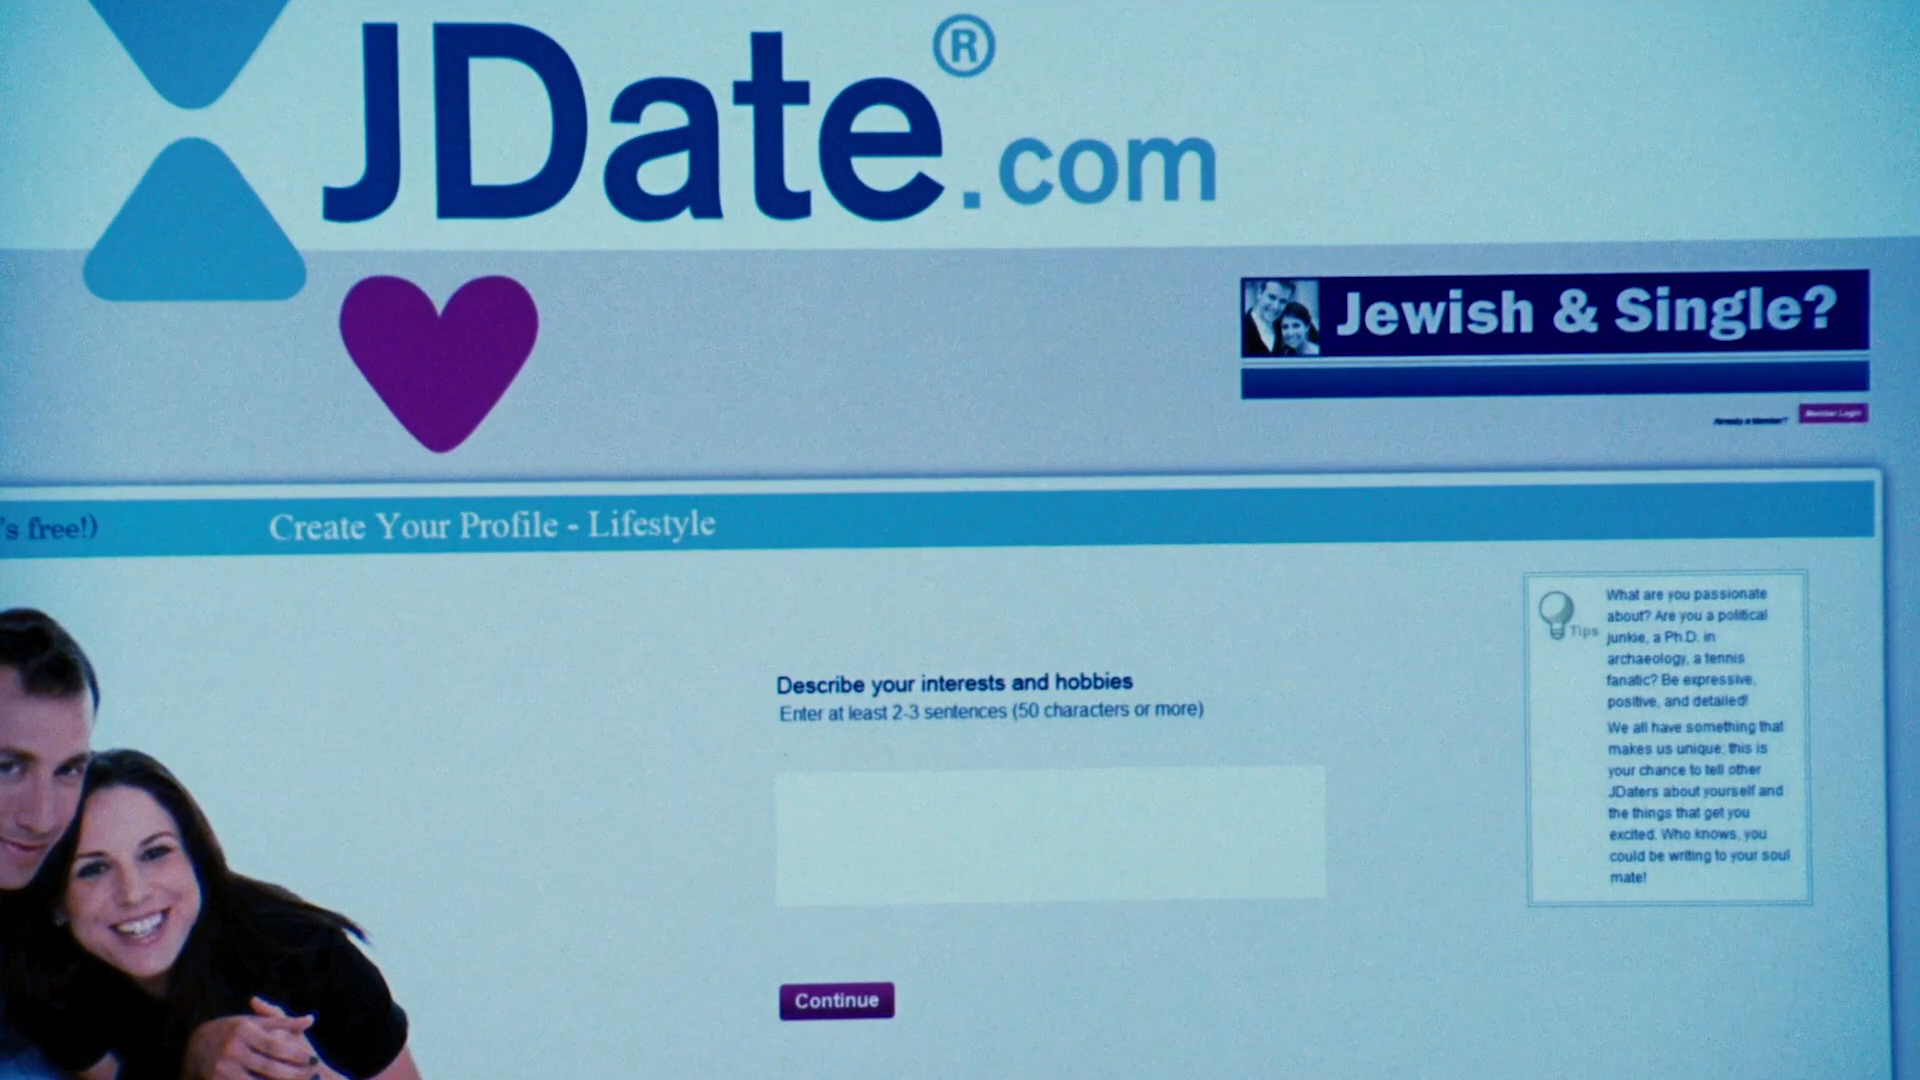 JDate®.com
Jewish & Single?
Already a Member? Member Login
's free!)
Create Your Profile - Lifestyle
Describe your interests and hobbies
Enter at least 2-3 sentences (50 characters or more)
Continue
Tips
What are you passionate
about? Are you a political
junkie, a Ph.D. in
archaeology, a tennis
fanatic? Be expressive,
positive, and detailed!
We all have something that
makes us unique; this is
your chance to tell other
JDaters about yourself and
the things that get you
excited. Who knows, you
could be writing to your soul
mate!